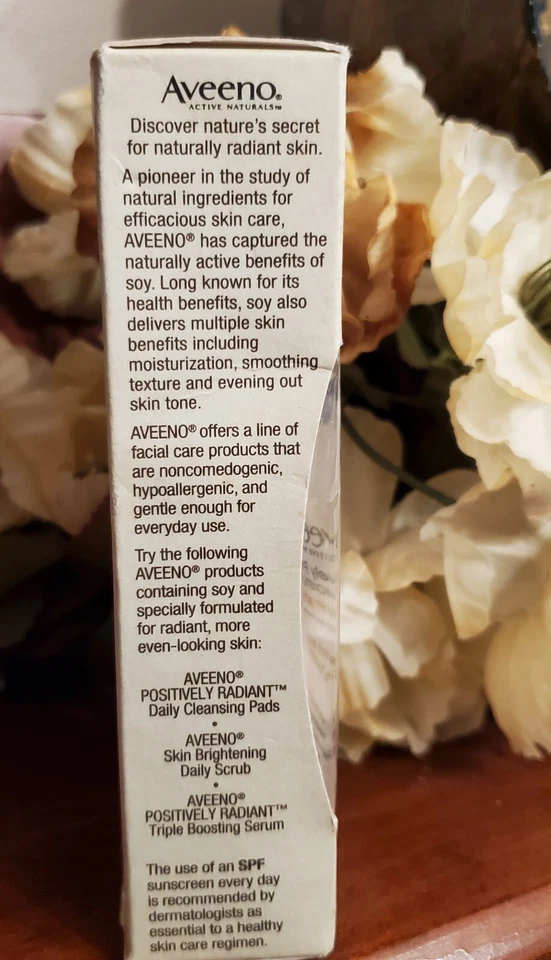 Aveeno®
ACTIVE NATURALS™
Discover nature's secret
for naturally radiant skin.
A pioneer in the study of
natural ingredients for
efficacious skin care,
AVEENO® has captured the
naturally active benefits of
soy. Long known for its
health benefits, soy also
delivers multiple skin
benefits including
moisturization, smoothing
texture and evening out
skin tone.
AVEENO® offers a line of
facial care products that
are noncomedogenic,
hypoallergenic, and
gentle enough for
everyday use.
Try the following
AVEENO® products
containing soy and
specially formulated
for radiant, more
even-looking skin:
AVEENO®
POSITIVELY RADIANT™
Daily Cleansing Pads
•
AVEENO®
Skin Brightening
Daily Scrub
•
AVEENO®
POSITIVELY RADIANT™
Triple Boosting Serum
The use of an SPF
sunscreen every day
is recommended by
dermatologists as
essential to a healthy
skin care regimen.